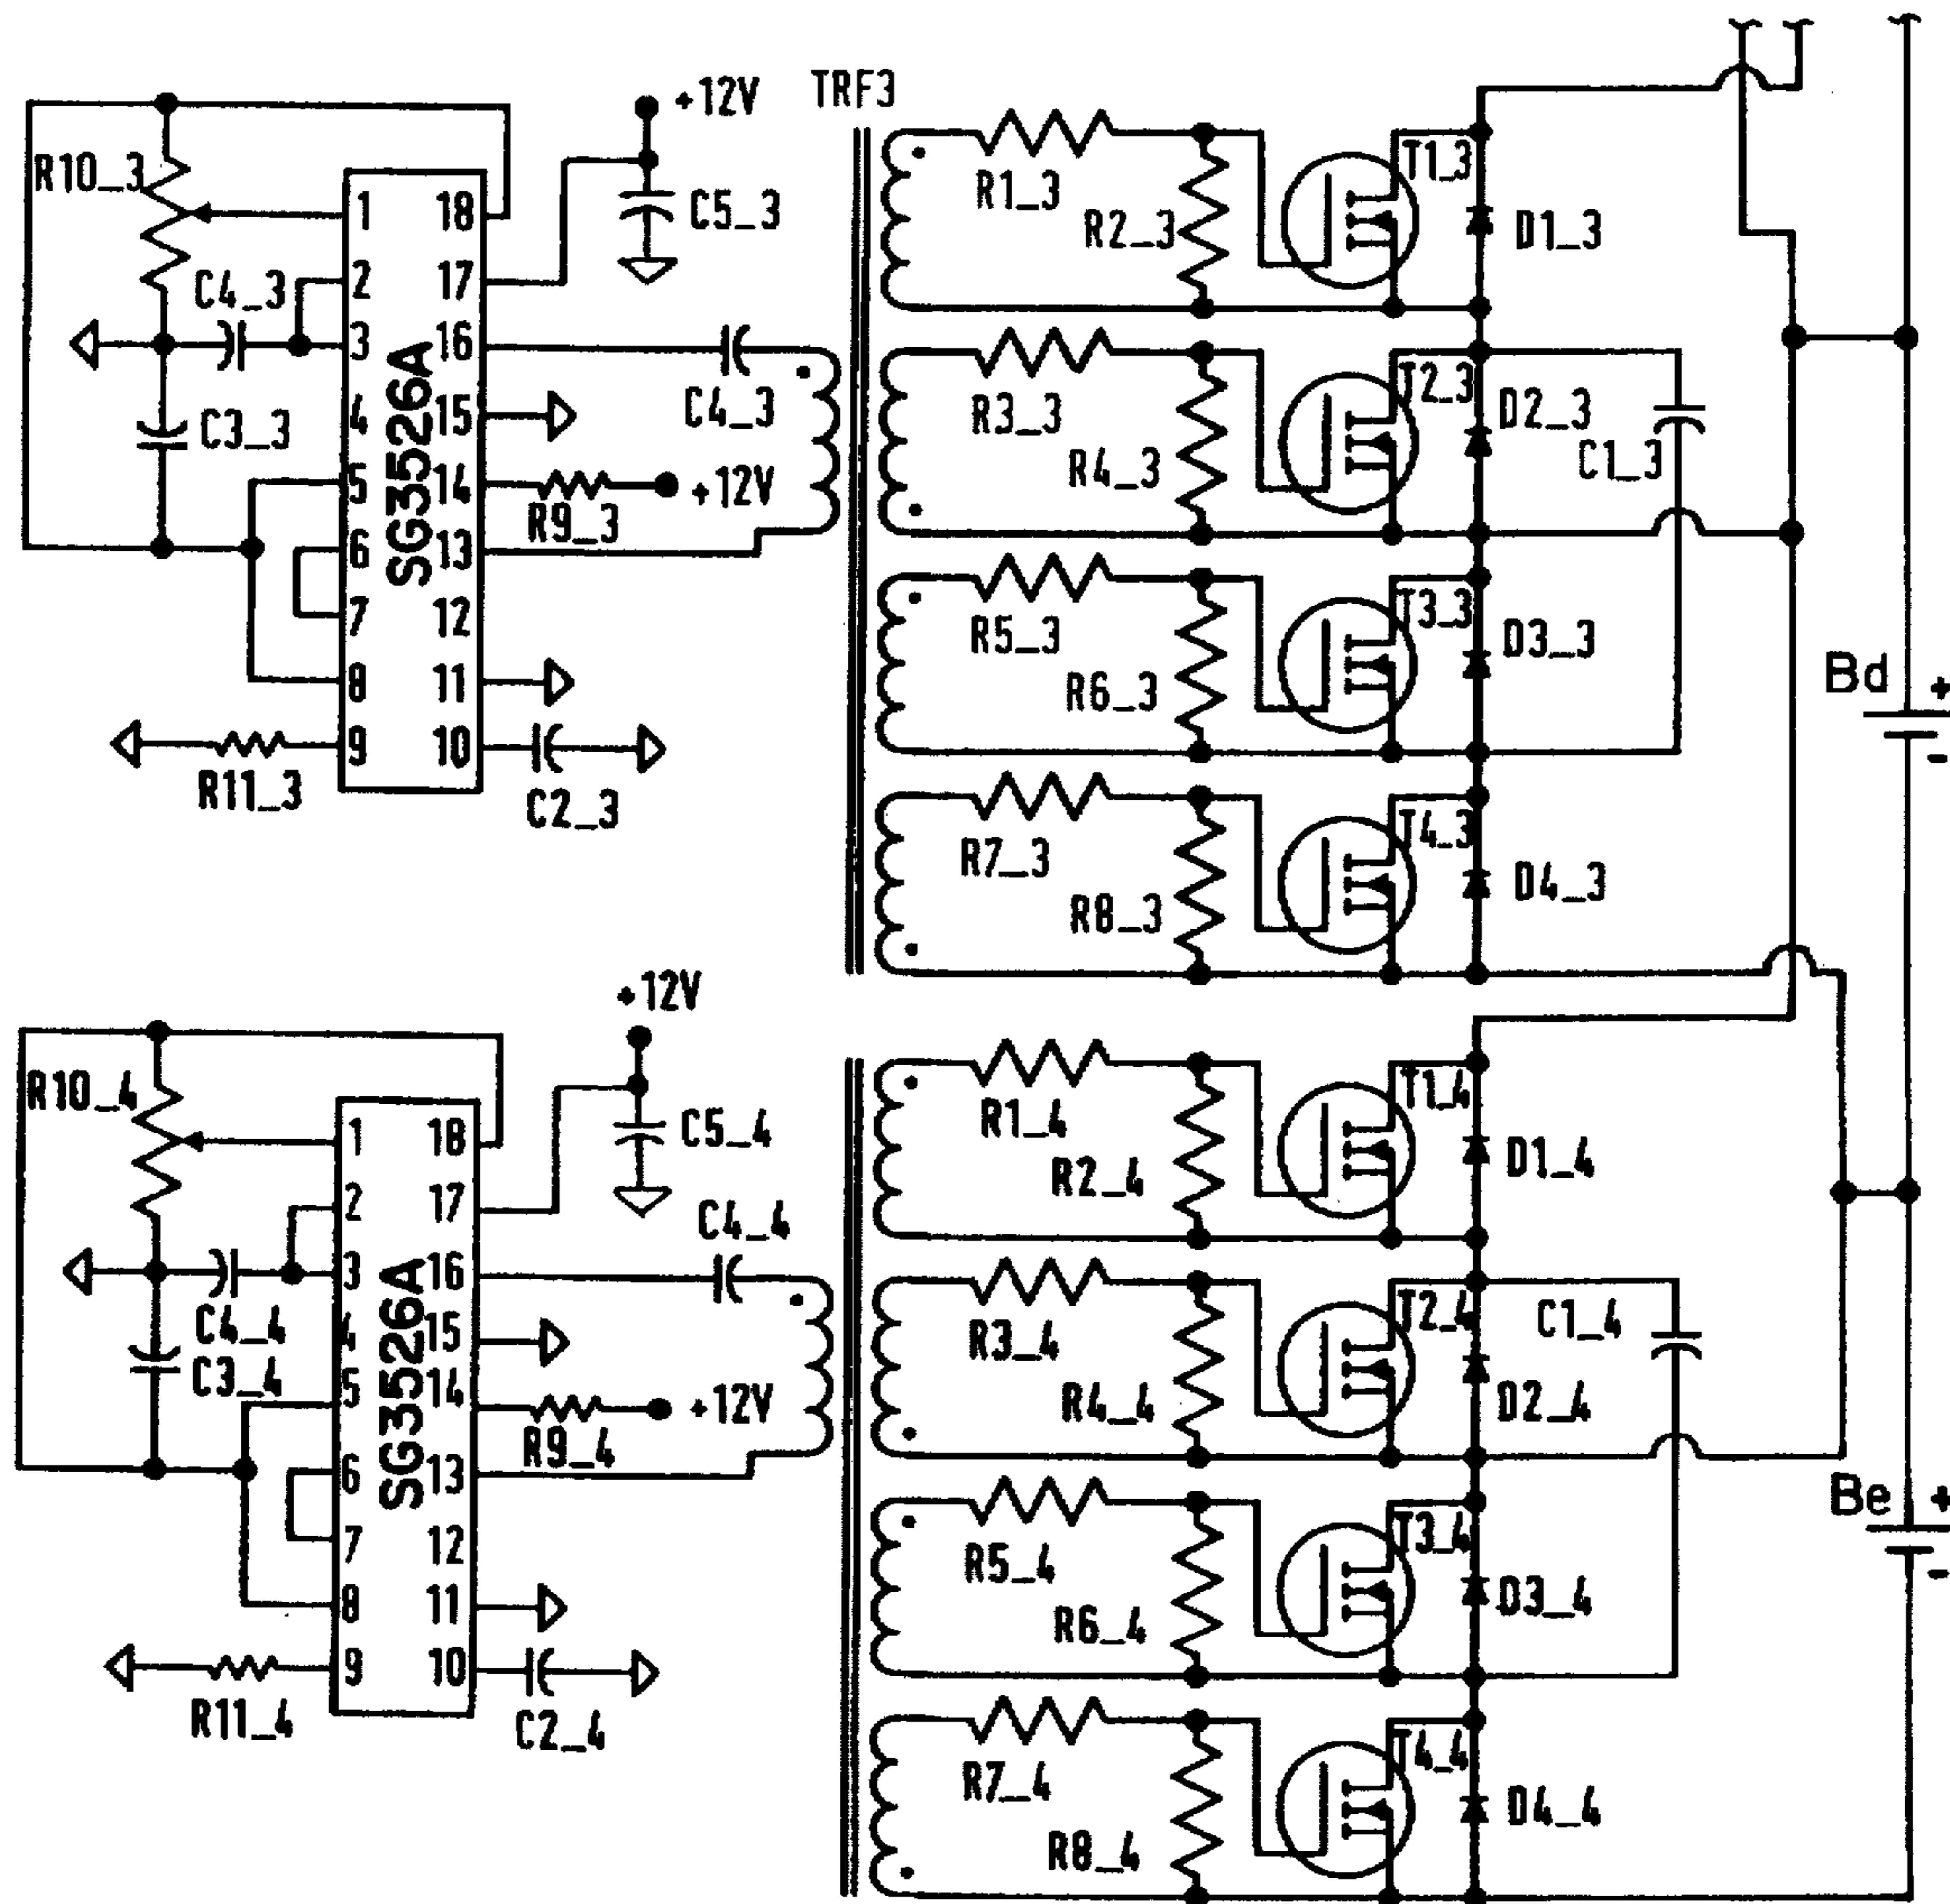 +12V
TRF3
R10_3
1
18
C5_3
R1_3
T1_3
R2_3
D1_3
2
17
C4_3
3
16
C4_3
T2_3
R3_3
D2_3
4
15
C3_3
R4_3
C1_3
SG3526A
5
14
+12V
R9_3
6
13
T3_3
7
12
R5_3
D3_3
R6_3
8
11
Bd
+
-
9
10
R11_3
C2_3
T4_3
R7_3
D4_3
R8_3
+12V
R10_4
1
18
C5_4
R1_4
T1_4
R2_4
D1_4
2
17
C4_4
3
16
C4_4
T2_4
R3_4
C1_4
4
15
C3_4
R4_4
D2_4
SG3526A
5
14
+12V
R9_4
6
13
Be
+
-
7
12
T3_4
R5_4
D3_4
R6_4
8
11
9
10
R11_4
C2_4
T4_4
R7_4
D4_4
R8_4